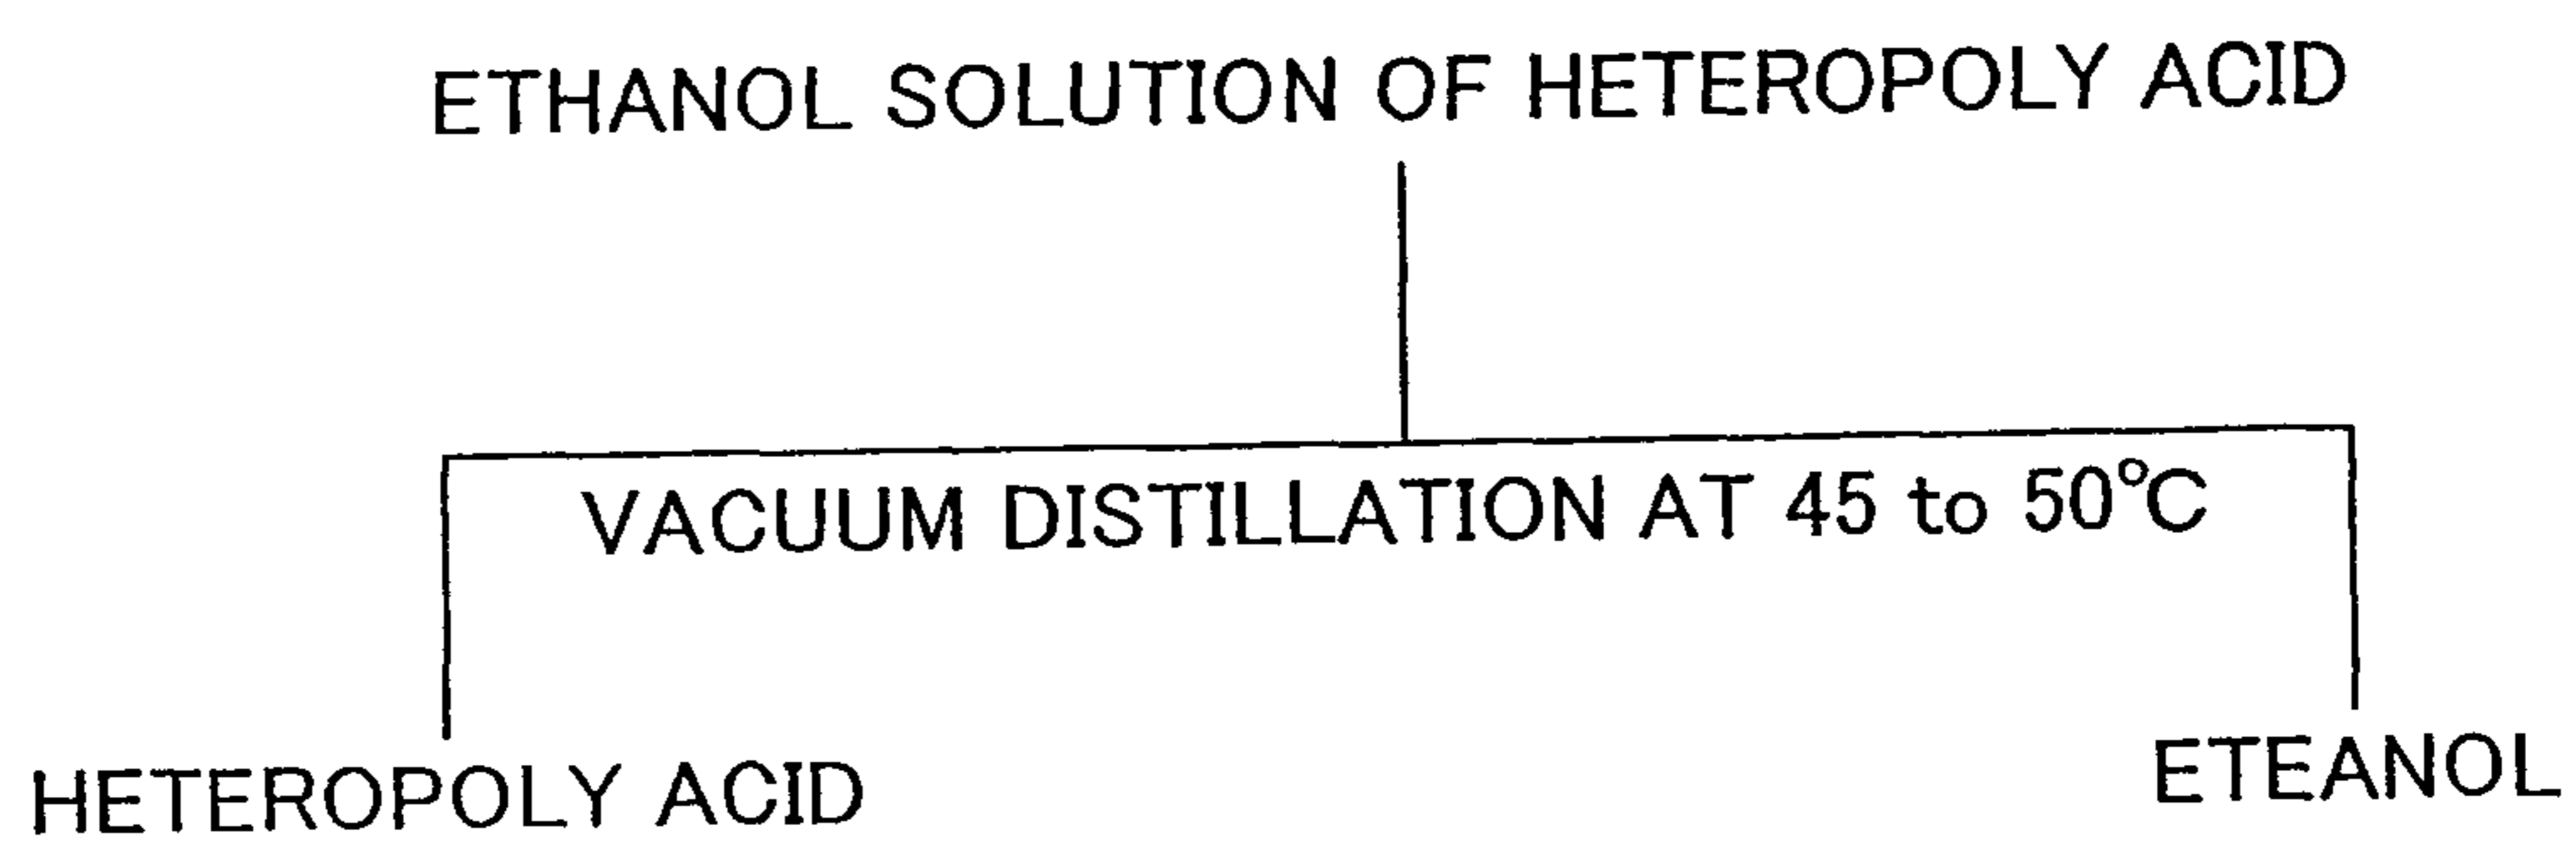 ETHANOL SOLUTION OF HETEROPOLY ACID
VACUUM DISTILLATION AT 45 to 50°C
HETEROPOLY ACID
ETEANOL